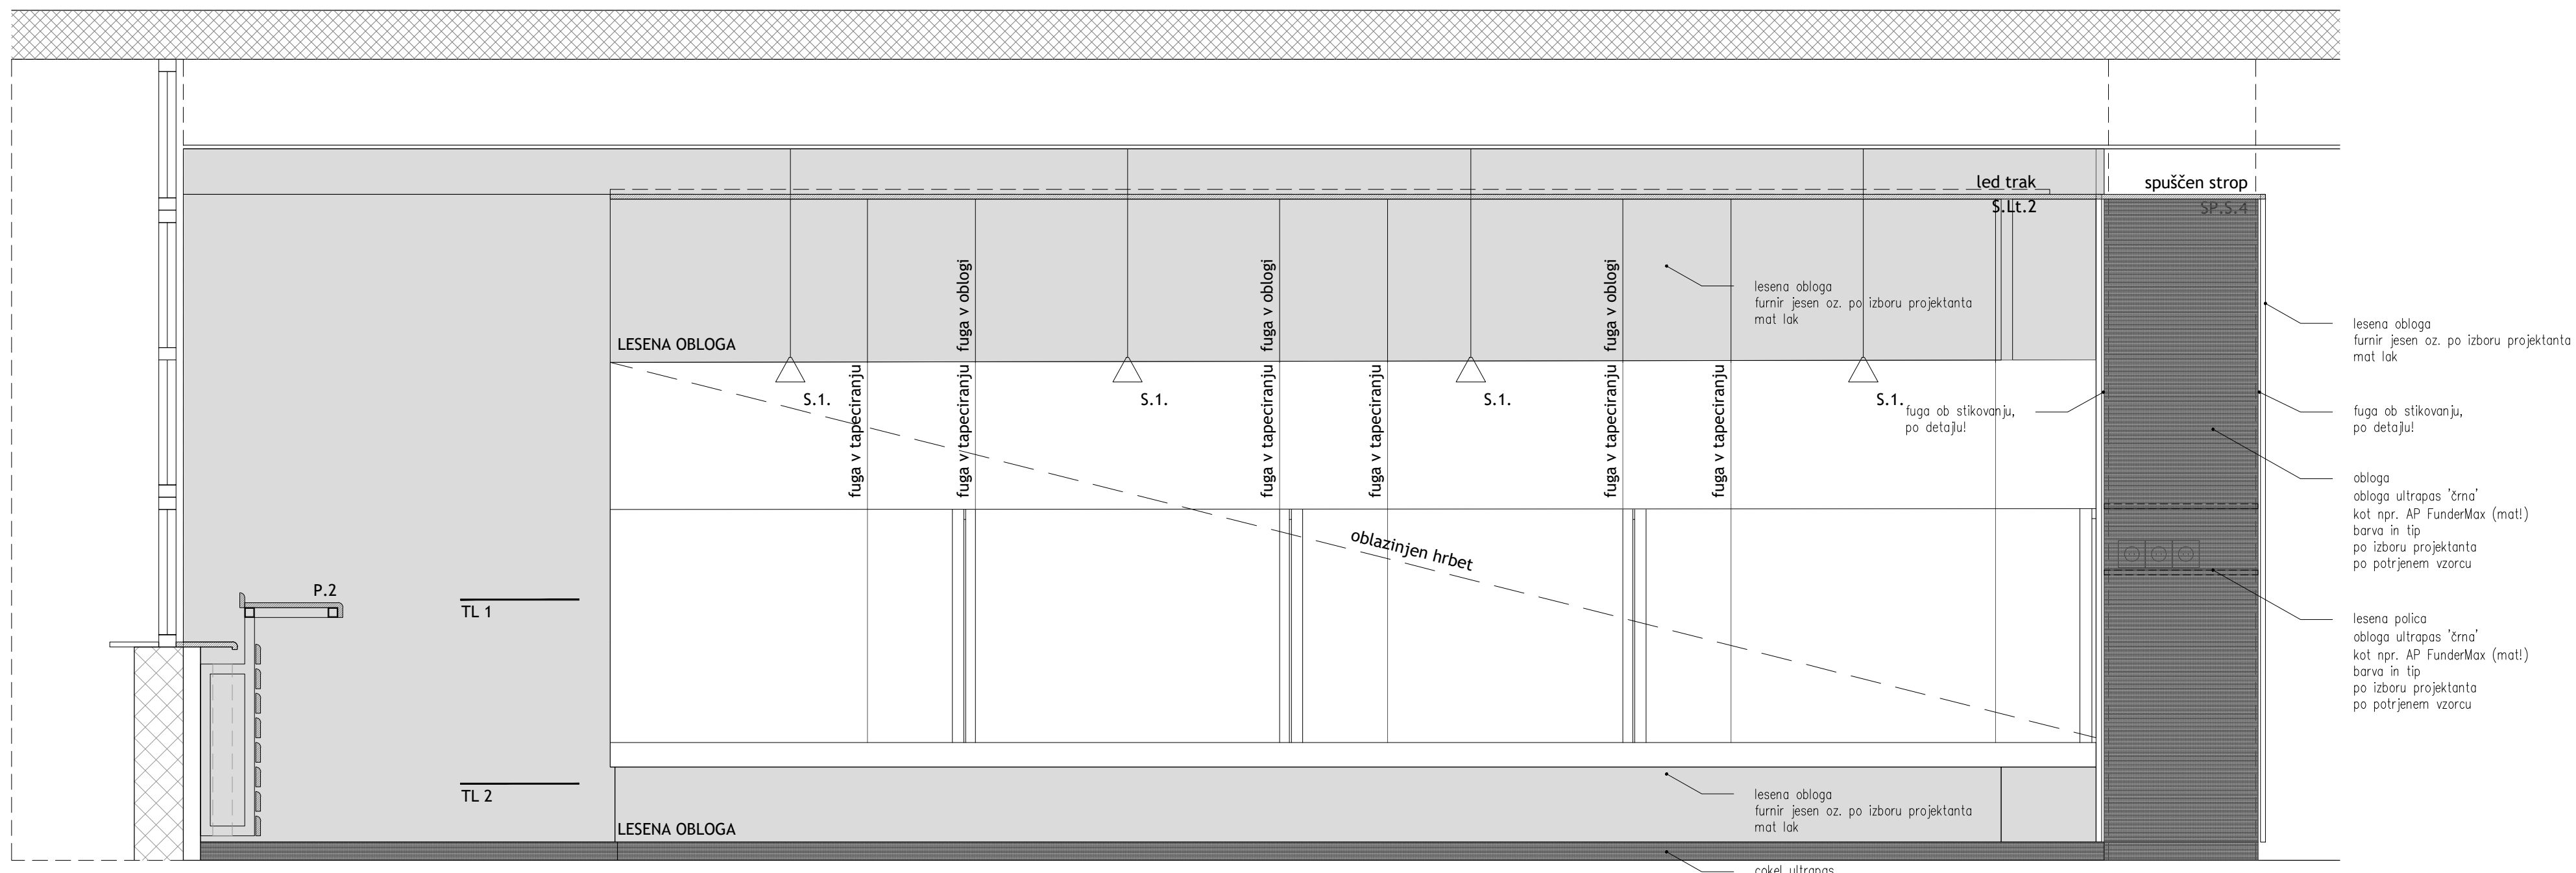 led trak
S.Lt.2
spuščen strop
SP.S.4
LESENA OBLOGA
fuga v oblogi
fuga v oblogi
fuga v oblogi
lesena obloga
furnir jesen oz. po izboru projektanta
mat lak
S.1.
S.1.
S.1.
S.1.
fuga v tapeciranju
fuga v tapeciranju
fuga v tapeciranju
fuga v tapeciranju
fuga v tapeciranju
fuga v tapeciranju
fuga ob stikovanju,
po detajlu!
oblazinjen hrbet
P.2
TL 1
TL 2
LESENA OBLOGA
lesena obloga
furnir jesen oz. po izboru projektanta
mat lak
cokel ultrapas
lesena obloga
furnir jesen oz. po izboru projektanta
mat lak
fuga ob stikovanju,
po detajlu!
obloga
obloga ultrapas 'črna'
kot npr. AP FunderMax (mat!)
barva in tip
po izboru projektanta
po potrjenem vzorcu
lesena polica
obloga ultrapas 'črna'
kot npr. AP FunderMax (mat!)
barva in tip
po izboru projektanta
po potrjenem vzorcu